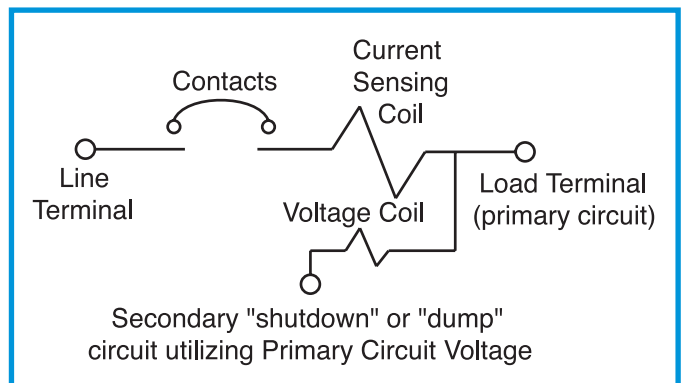 Current
Sensing
Coil
Contacts
Line
Terminal
Load Terminal
(primary circuit)
Voltage Coil
Secondary "shutdown" or "dump"
circuit utilizing Primary Circuit Voltage